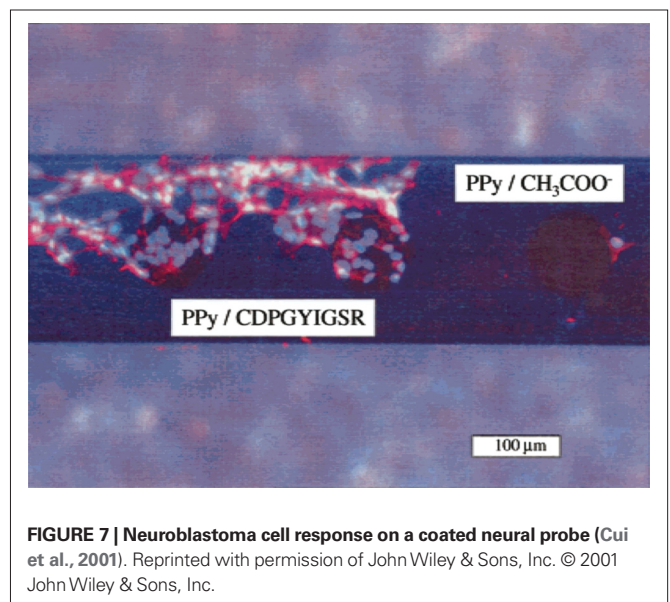 PPy / CH₃COO⁻
PPy / CDPGYIGSR
100 μm
FIGURE 7 | Neuroblastoma cell response on a coated neural probe (Cui
et al., 2001). Reprinted with permission of John Wiley & Sons, Inc. © 2001
John Wiley & Sons, Inc.